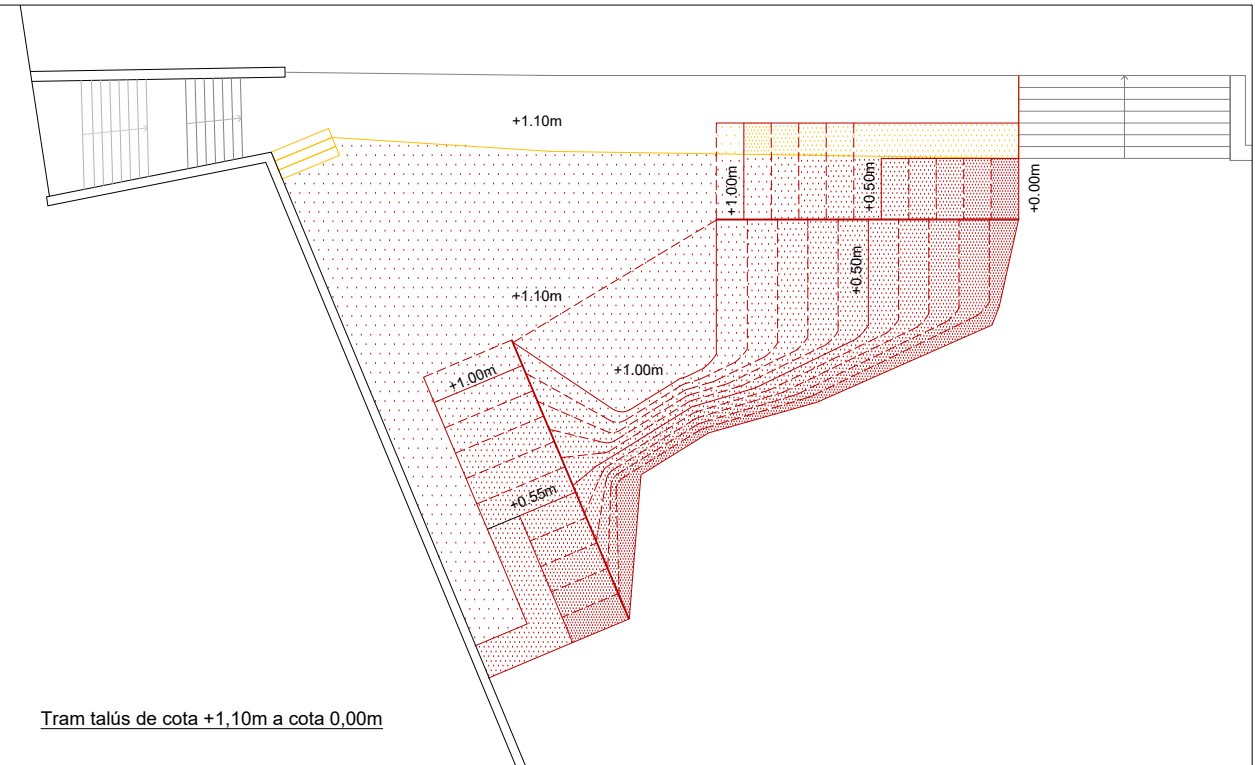 +1.10m
+1.00m
+0.50m
+0.00m
+0.50m
+1.10m
+1.00m
+1.00m
+0.55m
Tram talús de cota +1,10m a cota 0,00m